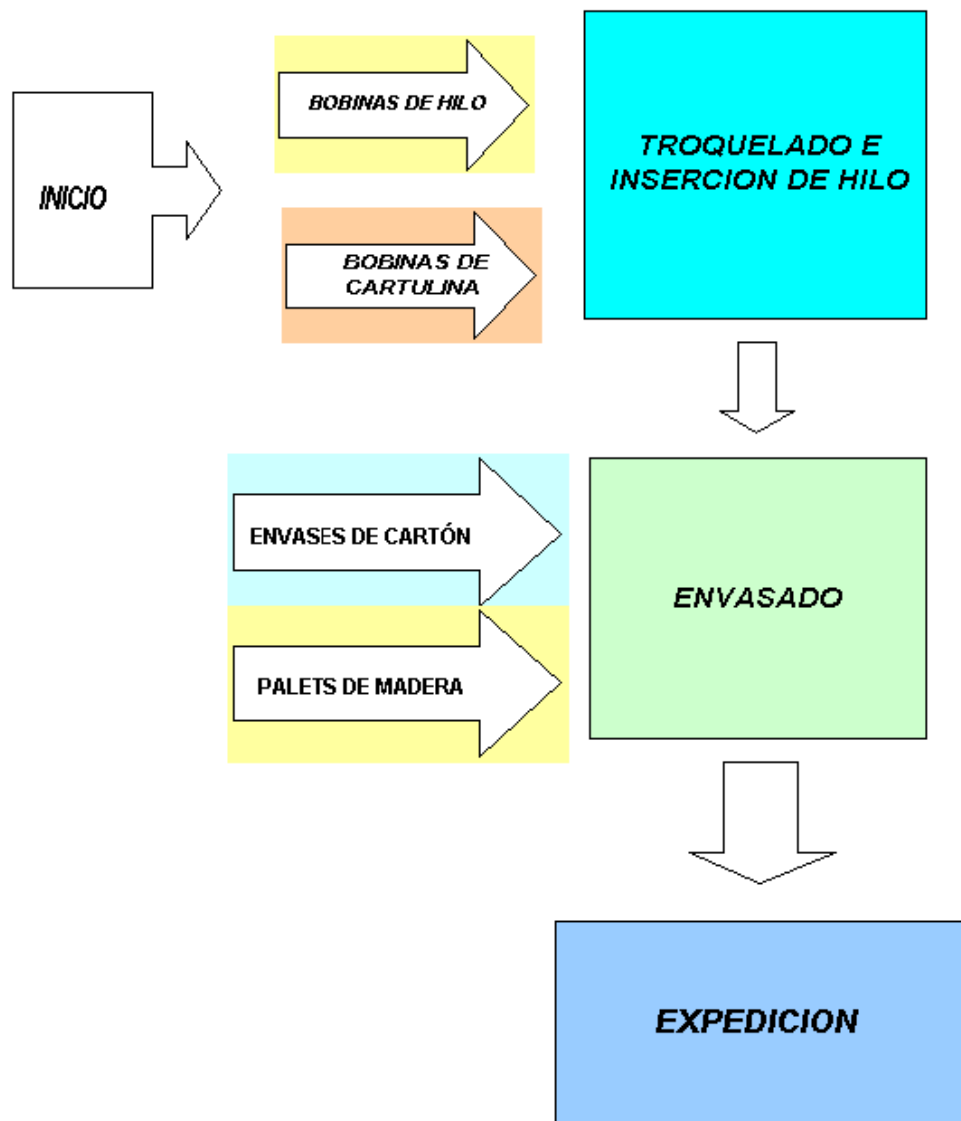 INICIO
BOBINAS DE HILO
BOBINAS DE
CARTULINA
TROQUELADO E
INSERCION DE HILO
ENVASES DE CARTÓN
PALETS DE MADERA
ENVASADO
EXPEDICION